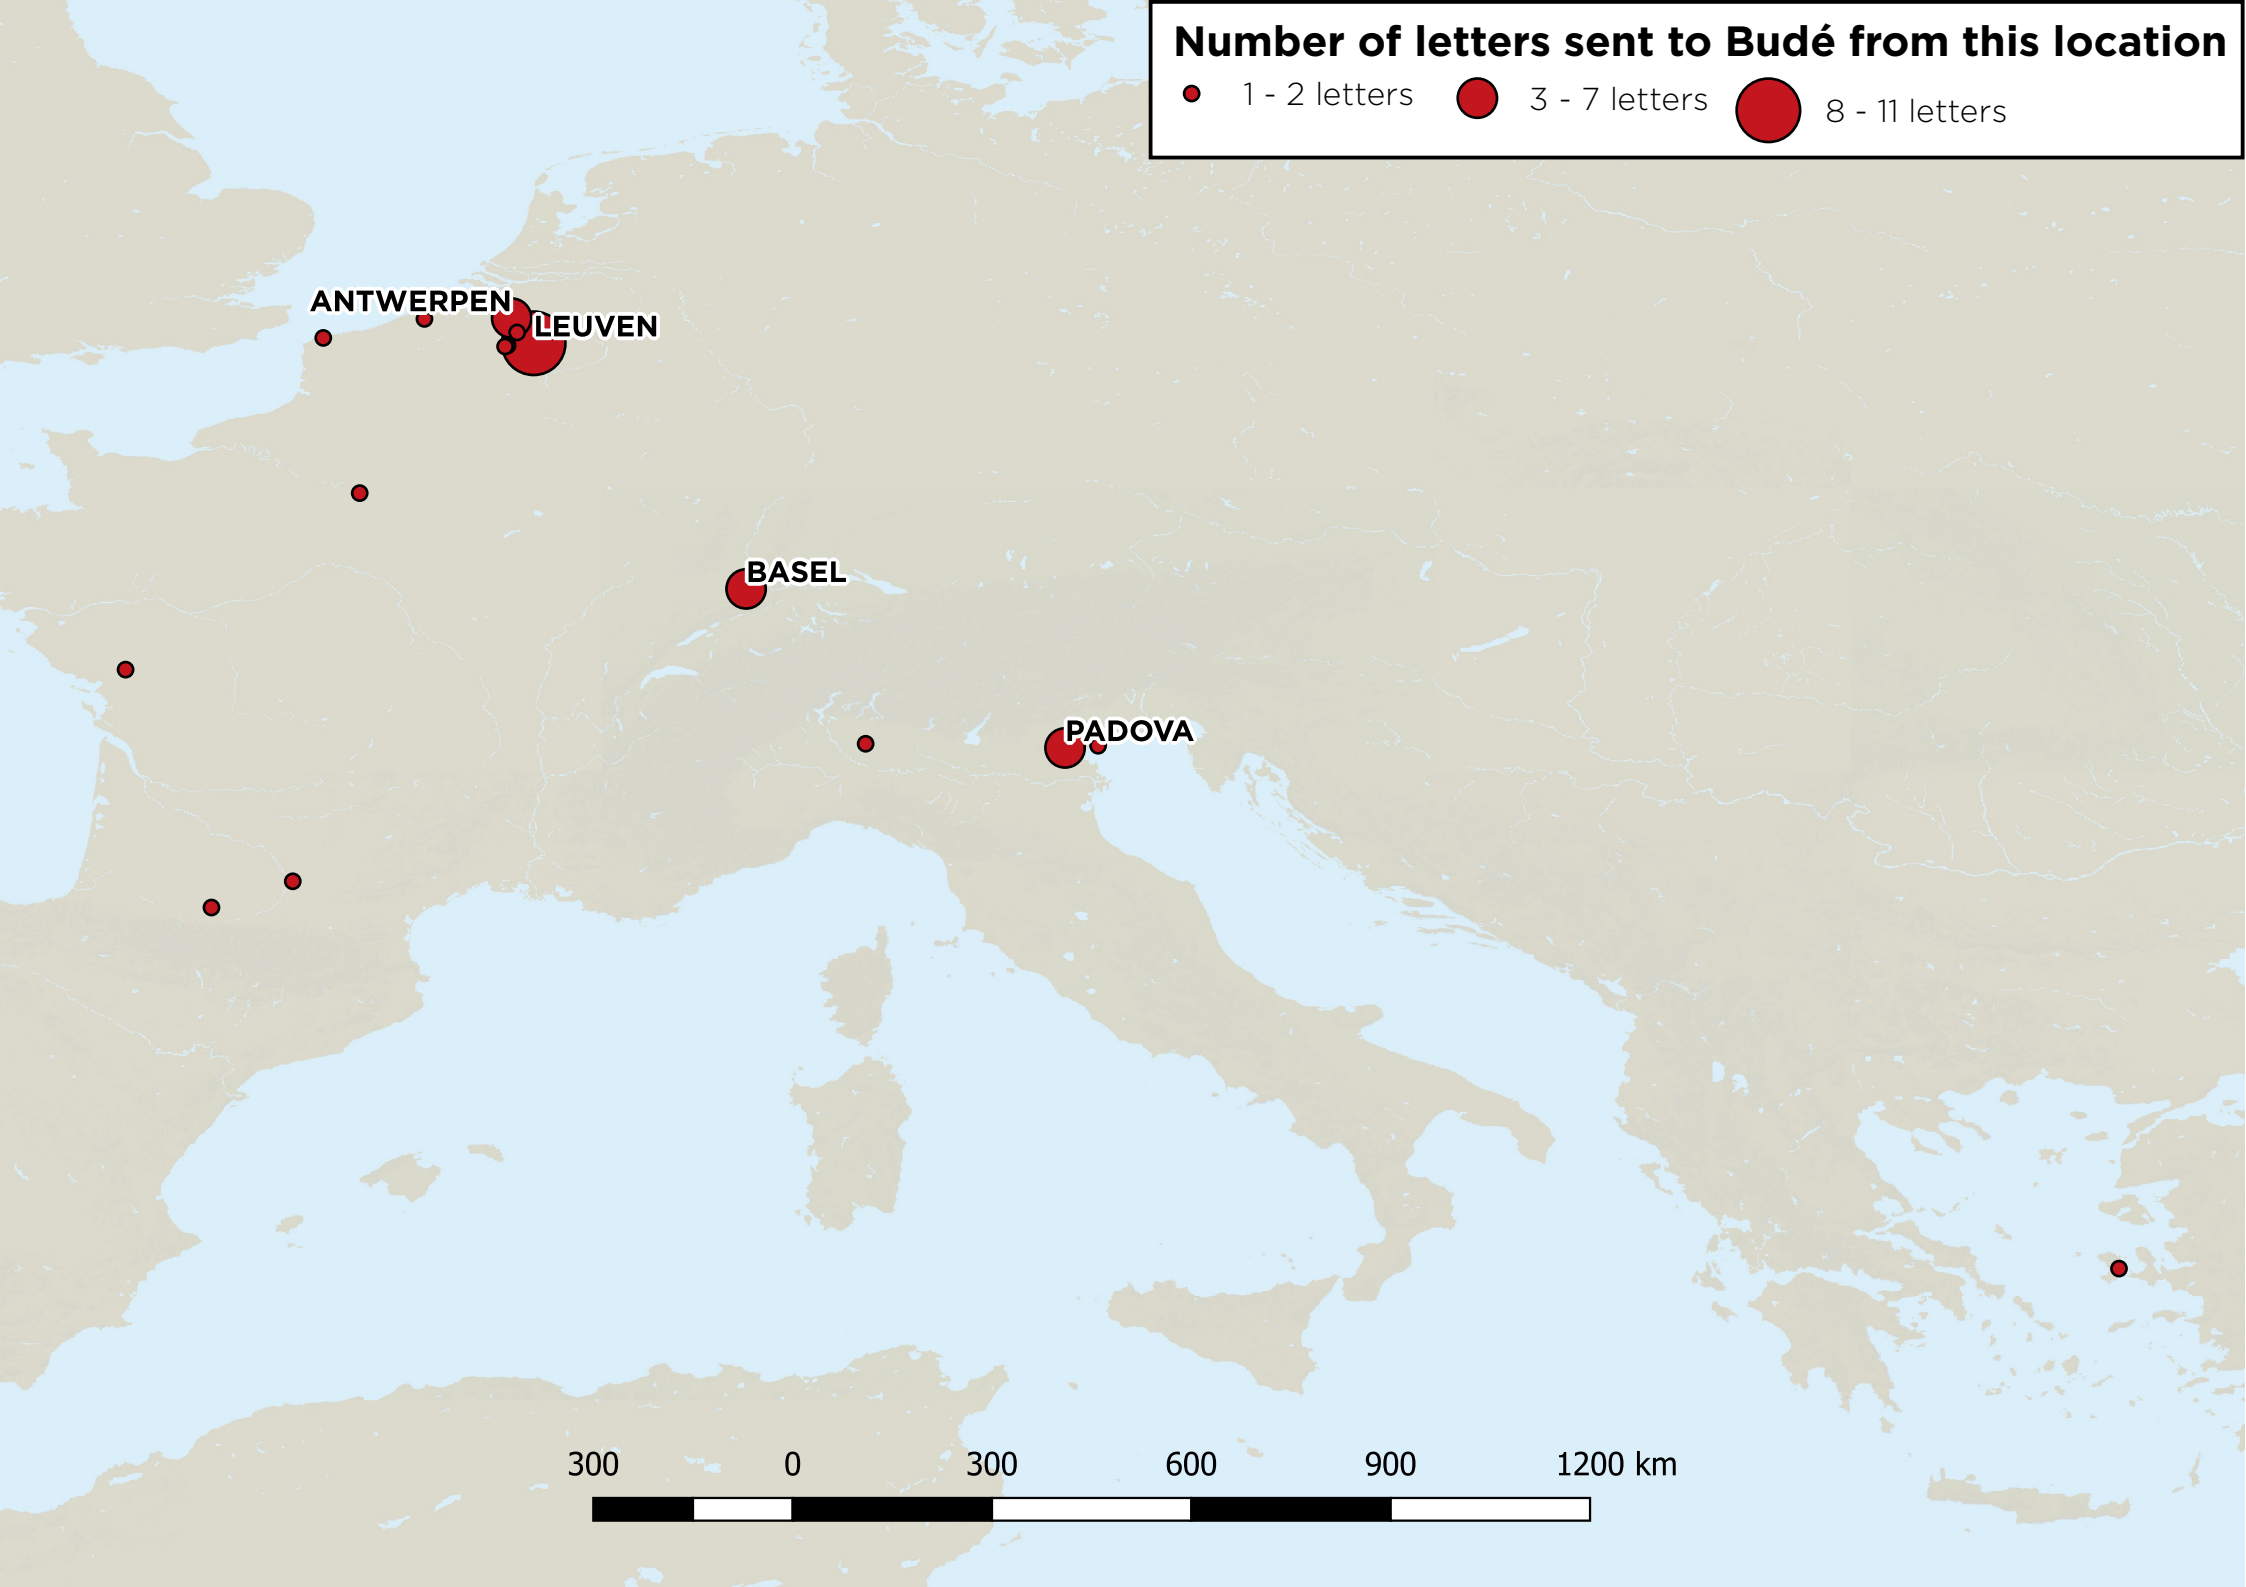 Number of letters sent to Budé from this location
1 - 2 letters 3 - 7 letters 8 - 11 letters
ANTWERPEN
LEUVEN
BASEL
PADOVA
300 0 300 600 900 1200 km